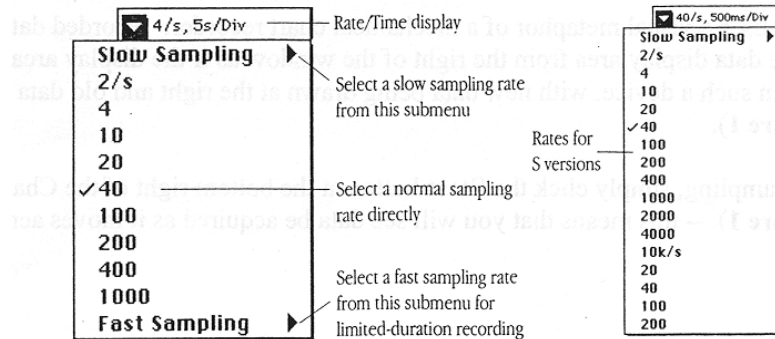 4/s, 5s/Div
Rate/Time display
Slow Sampling
Select a slow sampling rate
from this submenu
2/s
4
10
20
40
Select a normal sampling
rate directly
100
200
400
1000
Fast Sampling
Select a fast sampling rate
from this submenu for
limited-duration recording
40/s, 500ms/Div
Slow Sampling
Rates for
S versions
2/s
4
10
20
40
100
200
400
1000
2000
4000
10k/s
20
40
100
200